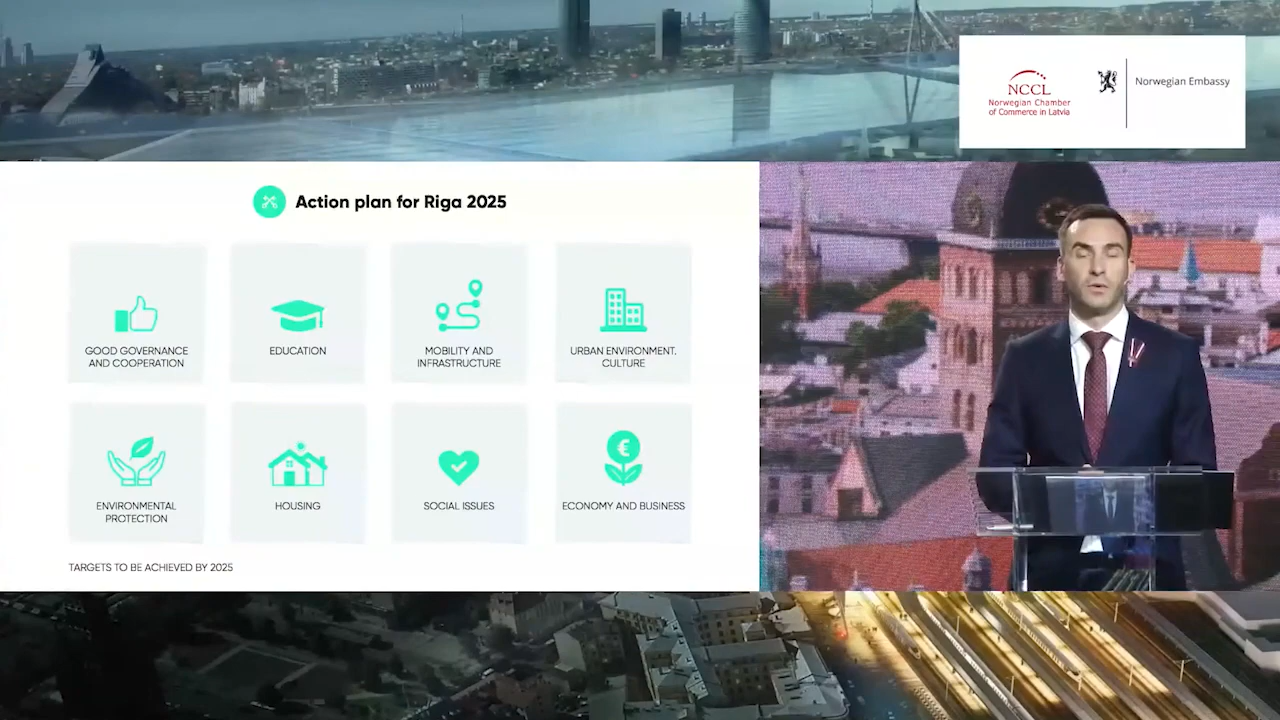 NCCL
Norwegian Chamber
of Commerce in Latvia
Norwegian Embassy
Action plan for Riga 2025
GOOD GOVERNANCE
AND COOPERATION
EDUCATION
MOBILITY AND
INFRASTRUCTURE
URBAN ENVIRONMENT,
CULTURE
ENVIRONMENTAL
PROTECTION
HOUSING
SOCIAL ISSUES
ECONOMY AND BUSINESS
TARGETS TO BE ACHIEVED BY 2025